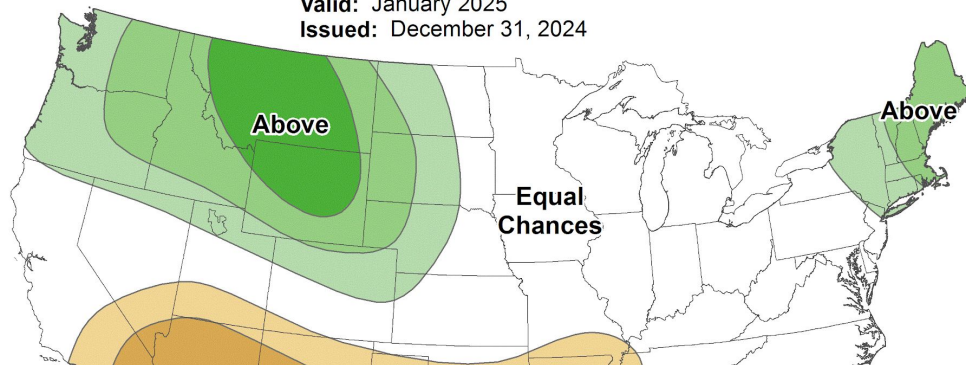 Valid: January 2025
Issued: December 31, 2024
Above
Above
Equal
Chances